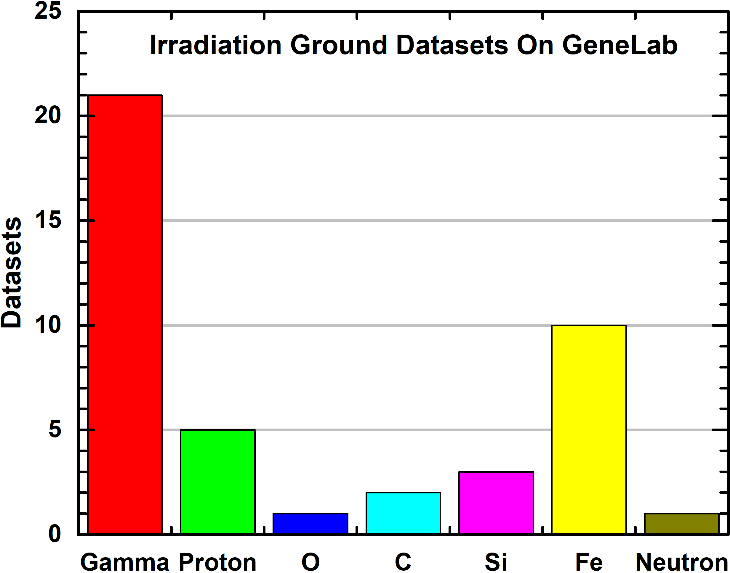 Irradiation Ground Datasets On GeneLab
Datasets
25
20
15
10
5
0
Gamma Proton O C Si Fe Neutron